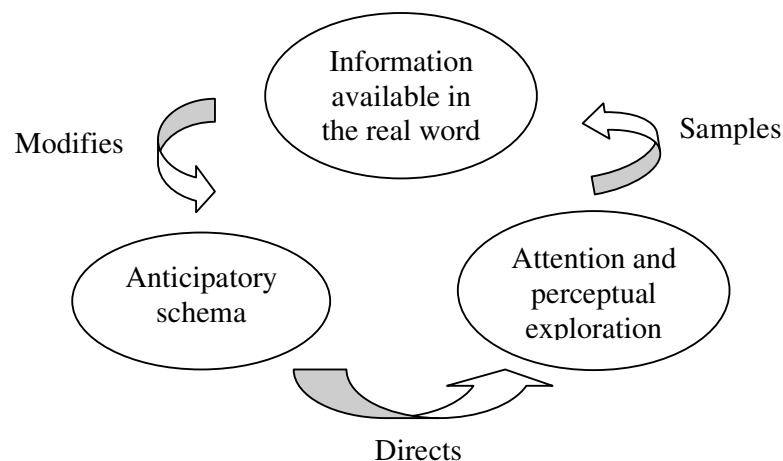 Information
available in
the real word
Modifies
Samples
Anticipatory
schema
Attention and
perceptual
exploration
Directs